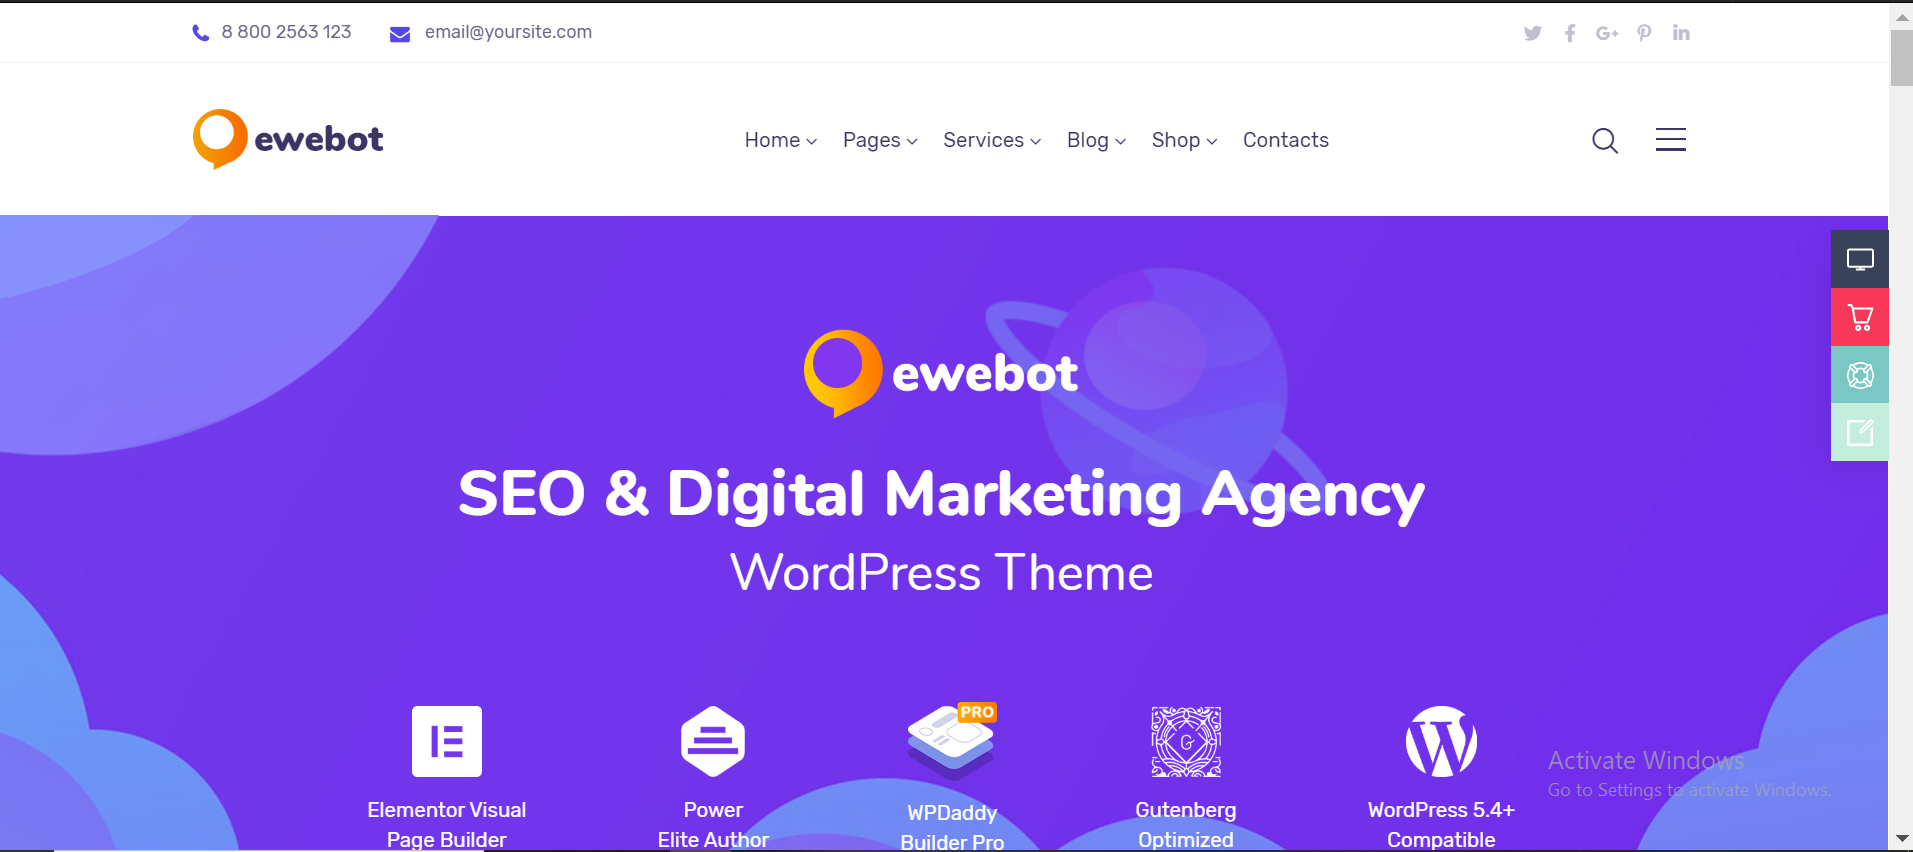 8 800 2563 123 email@yoursite.com
ewebot Home Pages Services Blog Shop Contacts
ewebot
SEO & Digital Marketing Agency
WordPress Theme
PRO
G
Elementor Visual
Page Builder
Power
Elite Author
WPDaddy
Builder Pro
Gutenberg
Optimized
WordPress 5.4+
Compatible
Activate Windows
Go to Settings to activate Windows.